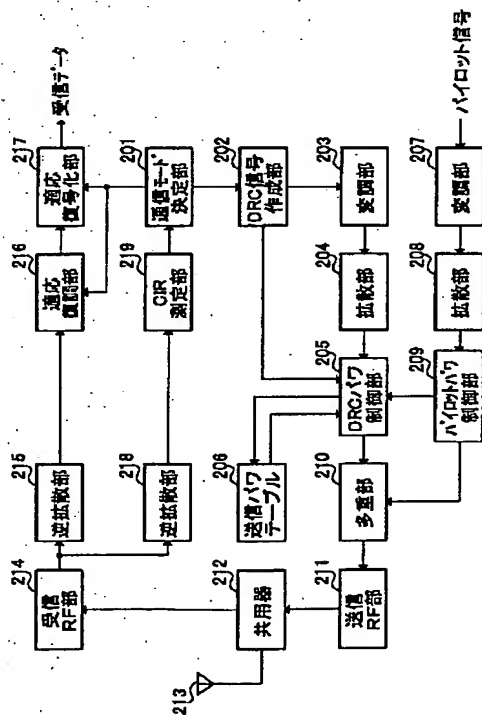 213
214
受信
RF部
212
共用器
211
送信
RF部
215
逆拡散部
218
逆拡散部
206
送信パワ
テーブル
205
DRCパワ
制御部
210
多重部
209
パイロットパワ
制御部
216
適応
復調部
219
CIR
測定部
204
拡散部
208
拡散部
217
適応
復号化部
201
通信モード
決定部
202
DRC信号
作成部
203
変調部
207
変調部
受信データ
パイロット信号